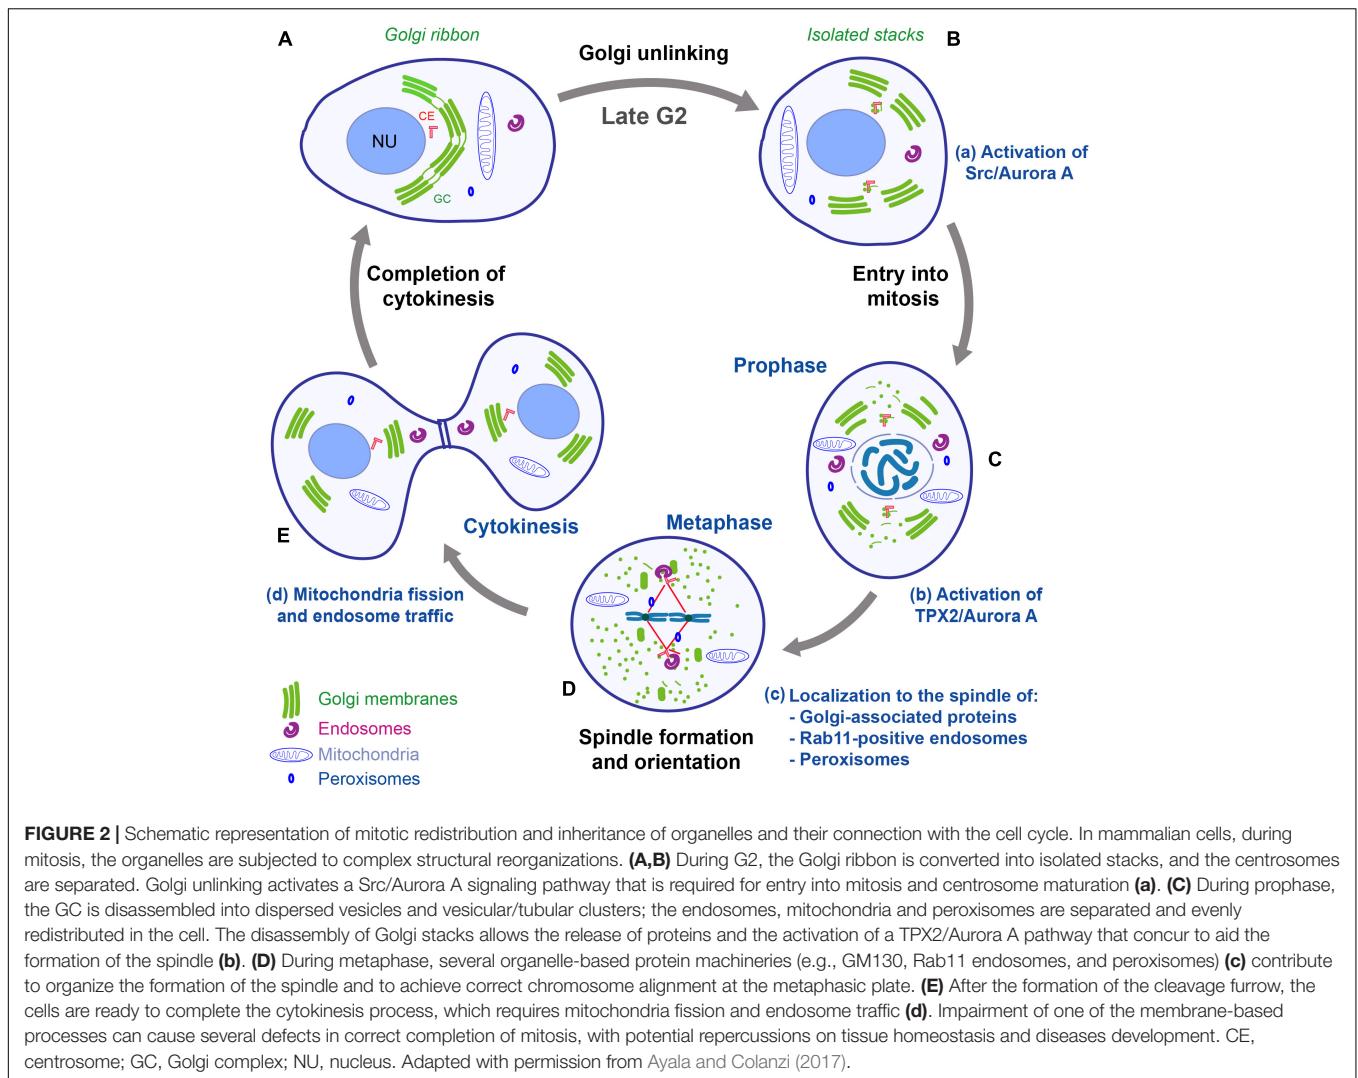 A
Golgi ribbon
Golgi unlinking
Late G2
Isolated stacks
B
CE
NU
GC
(a) Activation of
Src/Aurora A
Completion of
cytokinesis
Entry into
mitosis
Prophase
C
E
Cytokinesis
Metaphase
(d) Mitochondria fission
and endosome traffic
(b) Activation of
TPX2/Aurora A
D
Spindle formation
and orientation
(c) Localization to the spindle of:
- Golgi-associated proteins
- Rab11-positive endosomes
- Peroxisomes
Golgi membranes
Endosomes
Mitochondria
Peroxisomes
FIGURE 2 | Schematic representation of mitotic redistribution and inheritance of organelles and their connection with the cell cycle. In mammalian cells, during
mitosis, the organelles are subjected to complex structural reorganizations. (A,B) During G2, the Golgi ribbon is converted into isolated stacks, and the centrosomes
are separated. Golgi unlinking activates a Src/Aurora A signaling pathway that is required for entry into mitosis and centrosome maturation (a). (C) During prophase,
the GC is disassembled into dispersed vesicles and vesicular/tubular clusters; the endosomes, mitochondria and peroxisomes are separated and evenly
redistributed in the cell. The disassembly of Golgi stacks allows the release of proteins and the activation of a TPX2/Aurora A pathway that concur to aid the
formation of the spindle (b). (D) During metaphase, several organelle-based protein machineries (e.g., GM130, Rab11 endosomes, and peroxisomes) (c) contribute
to organize the formation of the spindle and to achieve correct chromosome alignment at the metaphasic plate. (E) After the formation of the cleavage furrow, the
cells are ready to complete the cytokinesis process, which requires mitochondria fission and endosome traffic (d). Impairment of one of the membrane-based
processes can cause several defects in correct completion of mitosis, with potential repercussions on tissue homeostasis and diseases development. CE,
centrosome; GC, Golgi complex; NU, nucleus. Adapted with permission from Ayala and Colanzi (2017).